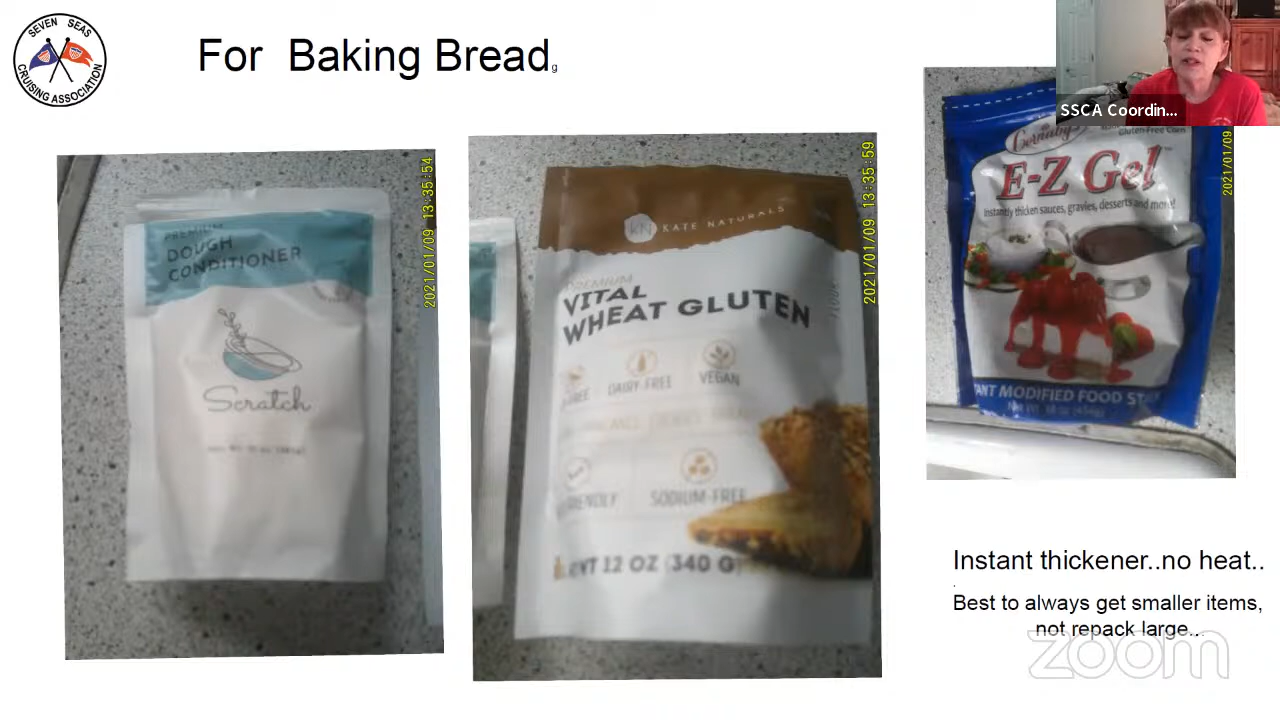 SEVEN SEAS
CRUISING ASSOCIATION
For Baking Bread
g
SSCA Coordin...
PREMIUM
DOUGH
CONDITIONER
Scratch
2021/01/09 13:35:54
KN KATE NATURALS
PREMIUM
VITAL
WHEAT GLUTEN
DAIRY-FREE
VEGAN
SODIUM-FREE
12 OZ (340 G)
2021/01/09 13:35:59
Gluten-Free Corn
E-Z Gel
Instantly thicken sauces, gravies, desserts and more!
MODIFIED FOOD
2021/01/09
Instant thickener..no heat..
.
Best to always get smaller items,
not repack large..
zoom